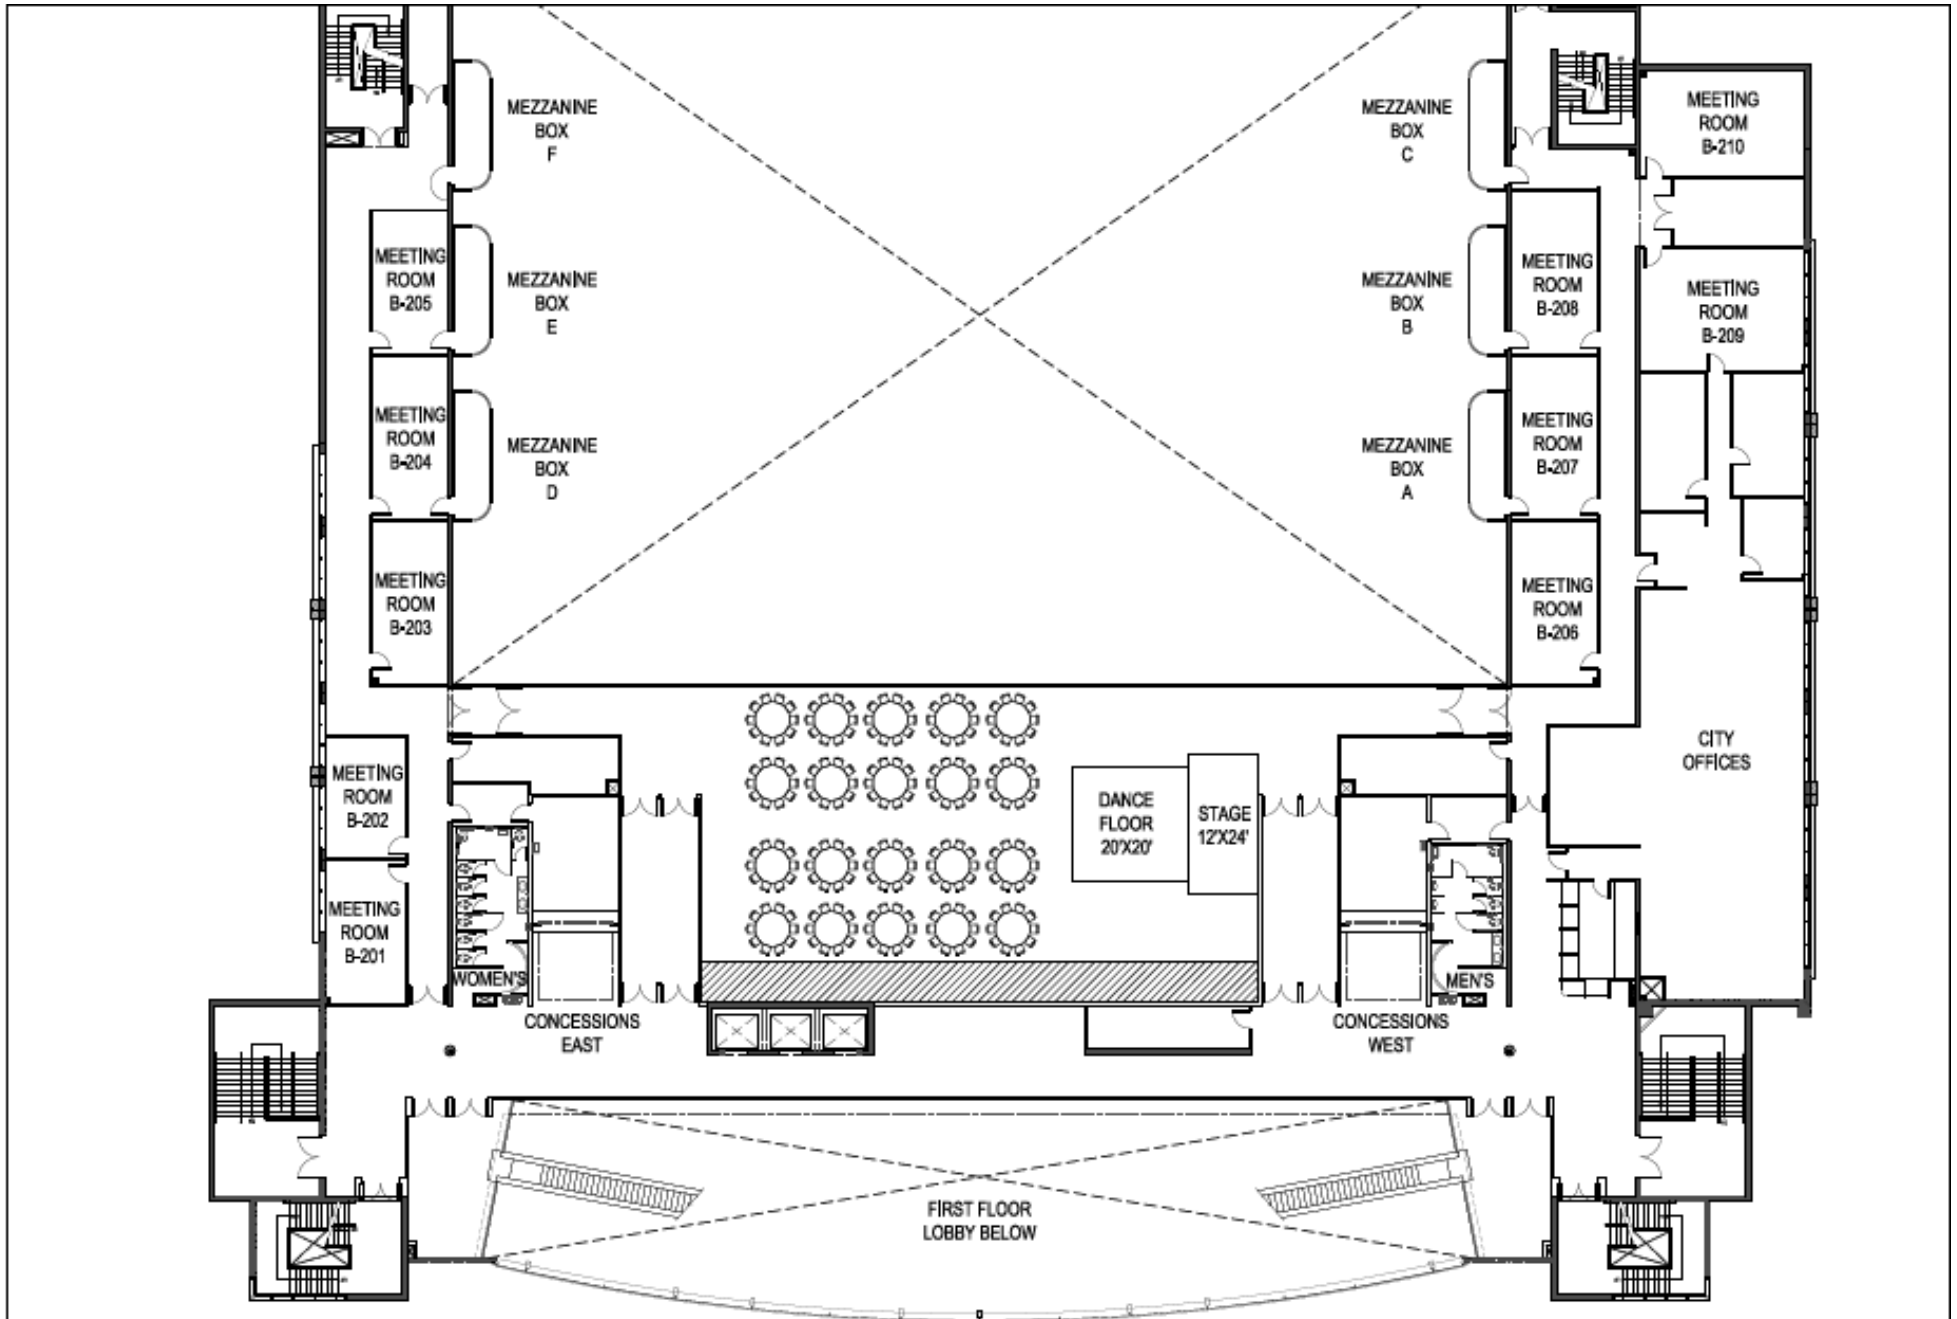 MEZZANINE
BOX
F
MEZZANINE
BOX
C
MEETING
ROOM
B-210
MEETING
ROOM
B-205
MEZZANINE
BOX
E
MEZZANINE
BOX
B
MEETING
ROOM
B-208
MEETING
ROOM
B-209
MEETING
ROOM
B-204
MEZZANINE
BOX
D
MEZZANINE
BOX
A
MEETING
ROOM
B-207
MEETING
ROOM
B-203
MEETING
ROOM
B-206
MEETING
ROOM
B-202
DANCE
FLOOR
20'X20'
STAGE
12'X24'
CITY
OFFICES
MEETING
ROOM
B-201
WOMEN'S
MEN'S
CONCESSIONS
EAST
CONCESSIONS
WEST
FIRST FLOOR
LOBBY BELOW